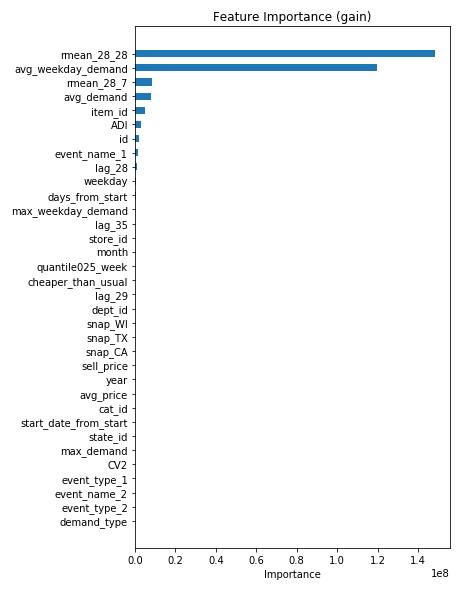 Feature Importance (gain)
rmean_28_28
avg_weekday_demand
rmean_28_7
avg_demand
item_id
ADI
id
event_name_1
lag_28
weekday
days_from_start
max_weekday_demand
lag_35
store_id
month
quantile025_week
cheaper_than_usual
lag_29
dept_id
snap_WI
snap_TX
snap_CA
sell_price
year
avg_price
cat_id
start_date_from_start
state_id
max_demand
CV2
event_type_1
event_name_2
event_type_2
demand_type
0.0 0.2 0.4 0.6 0.8 1.0 1.2 1.4
1e8
Importance